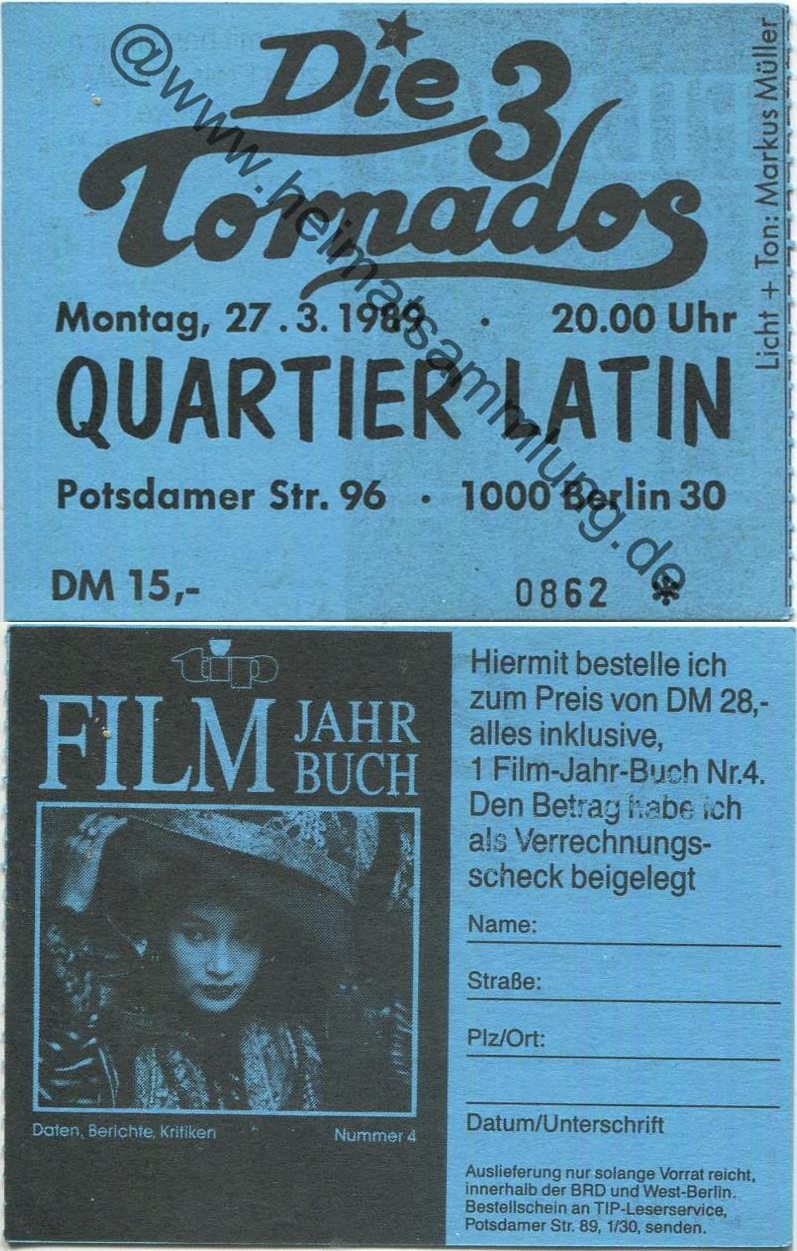 Die 3
Tornados
Montag, 27.3.1989 · 20.00 Uhr
QUARTIER LATIN
Potsdamer Str. 96 · 1000 Berlin 30
DM 15,-
0862 *
Licht + Ton: Markus Müller
@www.heimatsammlung.de
tip
FILM JAHR
BUCH
Daten, Berichte, Kritiken
Nummer 4
Hiermit bestelle ich
zum Preis von DM 28,-
alles inklusive,
1 Film-Jahr-Buch Nr.4.
Den Betrag habe ich
als Verrechnungs-
scheck beigelegt
Name:
Straße:
Plz/Ort:
Datum/Unterschrift
Auslieferung nur solange Vorrat reicht,
innerhalb der BRD und West-Berlin.
Bestellschein an TIP-Leserservice,
Potsdamer Str. 89, 1/30, senden.